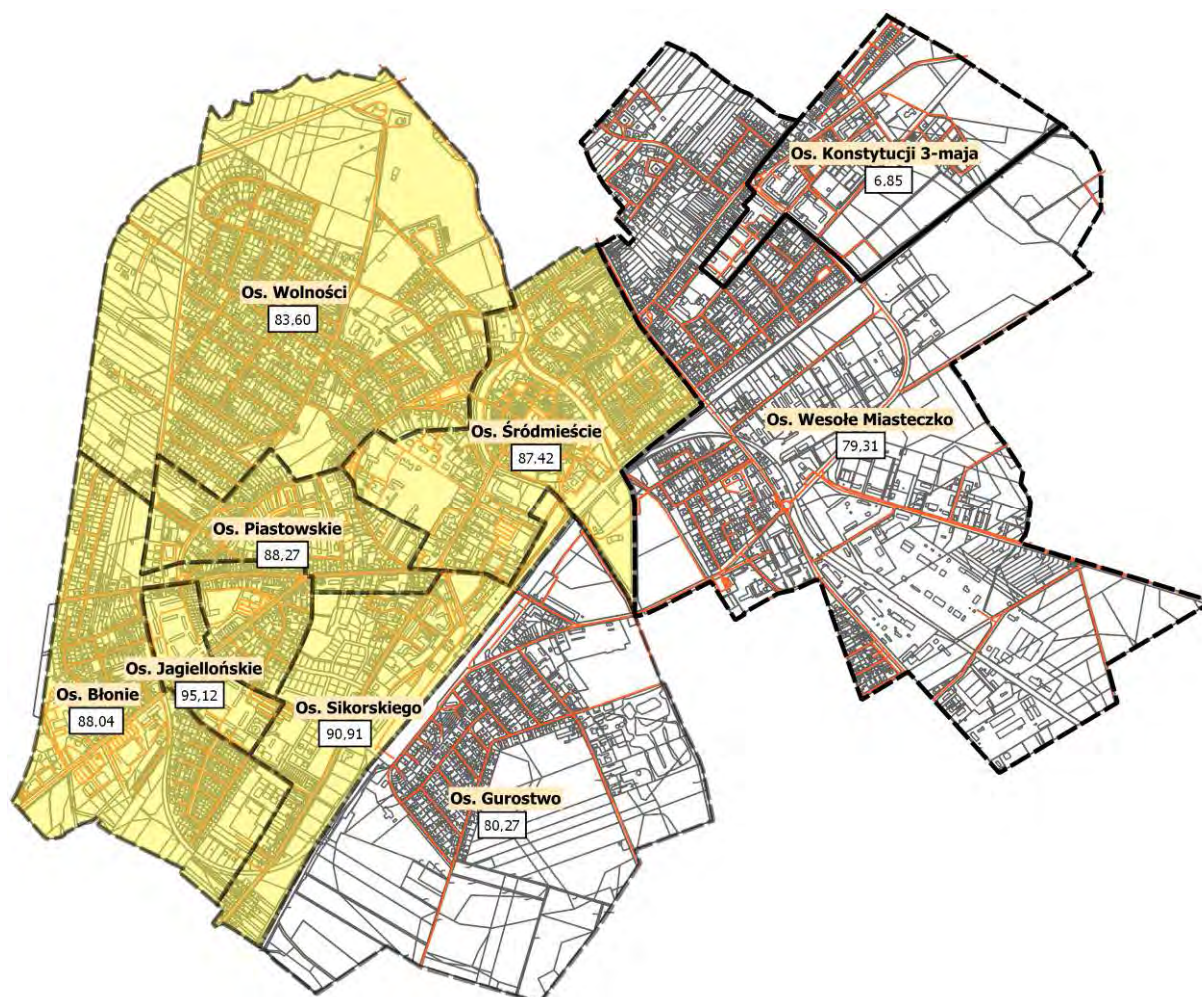 Os. Konstytucji 3-maja
6,85
Os. Wolności
83,60
Os. Wesołe Miasteczko
79,31
Os. Śródmieście
87,42
Os. Piastowskie
88,27
Os. Jagiellońskie
95,12
Os. Błonie
88,04
Os. Sikorskiego
90,91
Os. Gurostwo
80,27